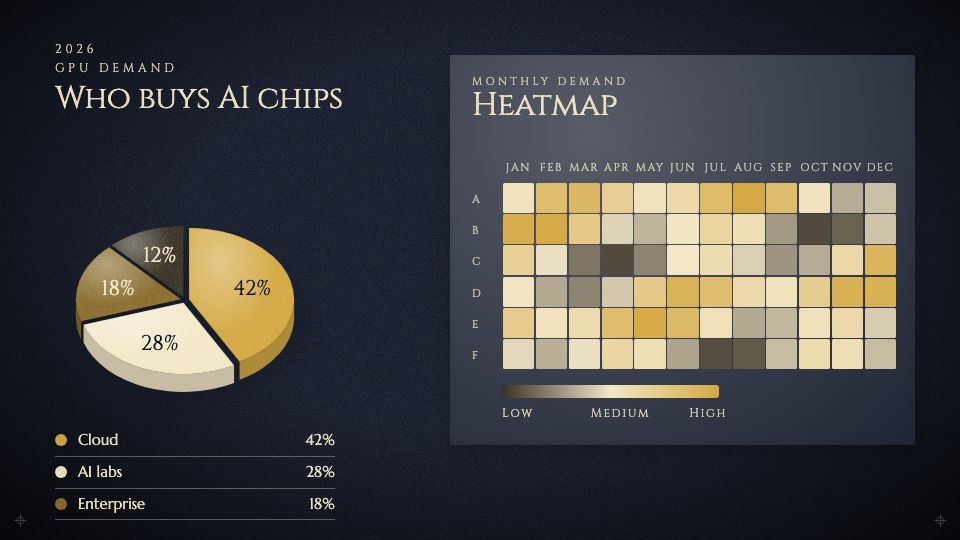 2026
GPU DEMAND
WHO BUYS AI CHIPS
12%
18%
42%
28%
Cloud 42%
AI labs 28%
Enterprise 18%
MONTHLY DEMAND
HEATMAP
JAN FEB MAR APR MAY JUN JUL AUG SEP OCT NOV DEC
A
B
C
D
E
F
LOW MEDIUM HIGH